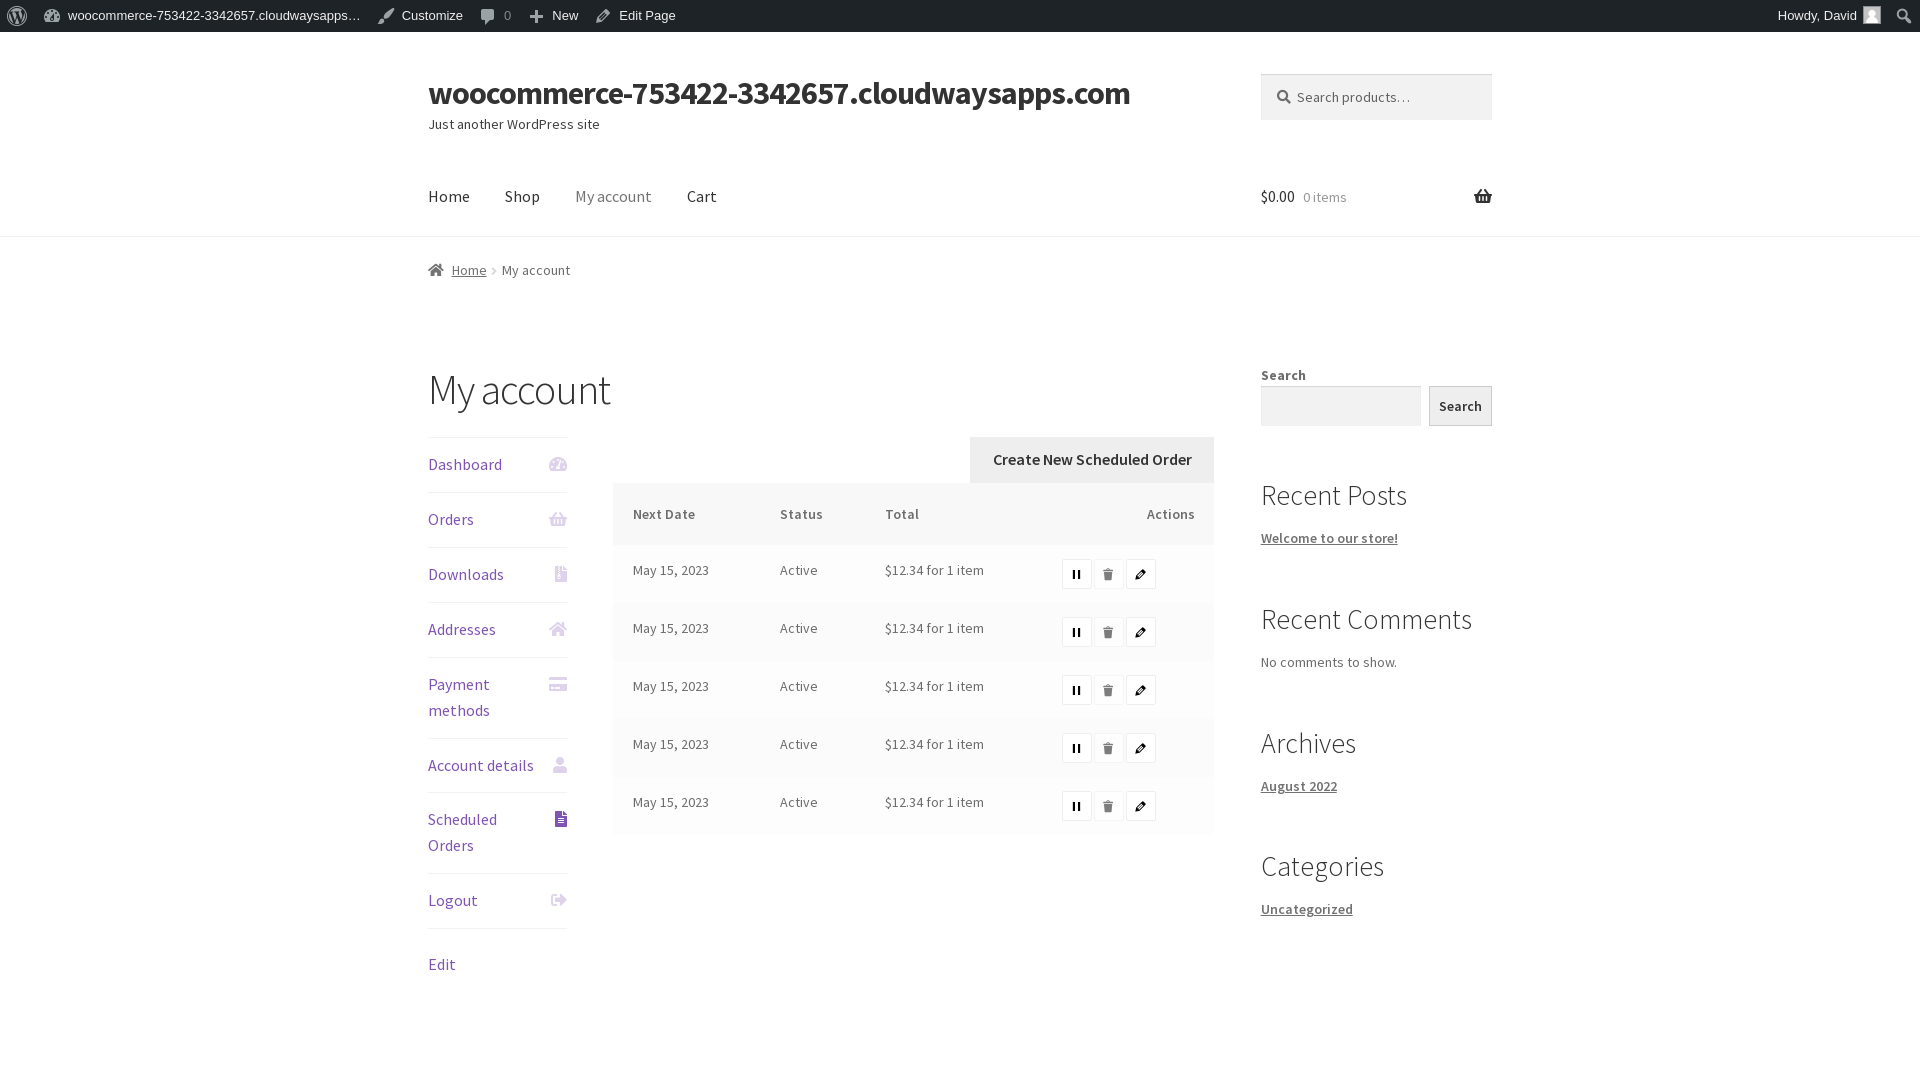 woocommerce-753422-3342657.cloudwaysapps… Customize 0 New Edit Page Howdy, David
woocommerce-753422-3342657.cloudwaysapps.com
Just another WordPress site
Search products…
Home Shop My account Cart
$0.00 0 items
Home My account
My account
Dashboard
Orders
Downloads
Addresses
Payment
methods
Account details
Scheduled
Orders
Logout
Edit
Create New Scheduled Order
Next Date Status Total Actions
May 15, 2023 Active $12.34 for 1 item
May 15, 2023 Active $12.34 for 1 item
May 15, 2023 Active $12.34 for 1 item
May 15, 2023 Active $12.34 for 1 item
May 15, 2023 Active $12.34 for 1 item
Search
Search
Recent Posts
Welcome to our store!
Recent Comments
No comments to show.
Archives
August 2022
Categories
Uncategorized